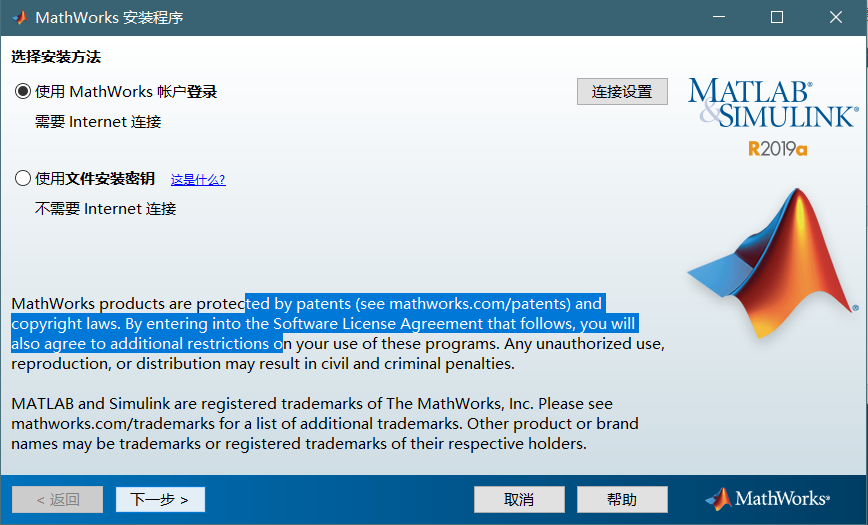 MathWorks 安装程序
选择安装方法
使用 MathWorks 帐户登录
连接设置
需要 Internet 连接
使用文件安装密钥 这是什么?
不需要 Internet 连接
MATLAB®
&SIMULINK®
R2019a
MathWorks products are protected by patents (see mathworks.com/patents) and
copyright laws. By entering into the Software License Agreement that follows, you will
also agree to additional restrictions on your use of these programs. Any unauthorized use,
reproduction, or distribution may result in civil and criminal penalties.
MATLAB and Simulink are registered trademarks of The MathWorks, Inc. Please see
mathworks.com/trademarks for a list of additional trademarks. Other product or brand
names may be trademarks or registered trademarks of their respective holders.
< 返回 下一步 > 取消 帮助 MathWorks®